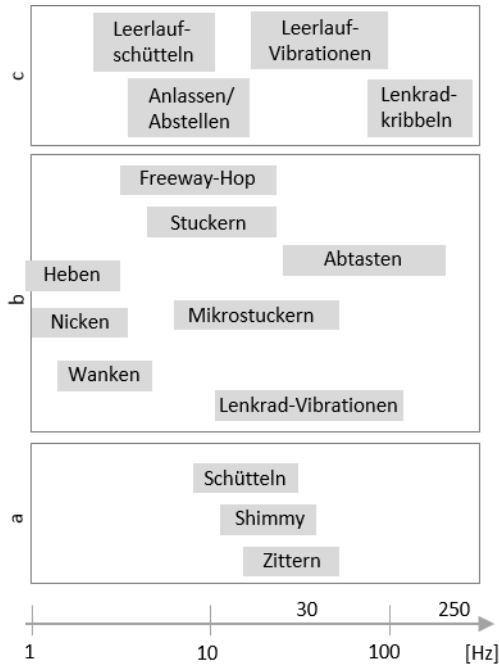 c
Leerlauf-
schütteln
Leerlauf-
Vibrationen
Anlassen/
Abstellen
Lenkrad-
kribbeln
b
Freeway-Hop
Stuckern
Abtasten
Heben
Mikrostuckern
Nicken
Wanken
Lenkrad-Vibrationen
a
Schütteln
Shimmy
Zittern
30 250
1 10 100 [Hz]